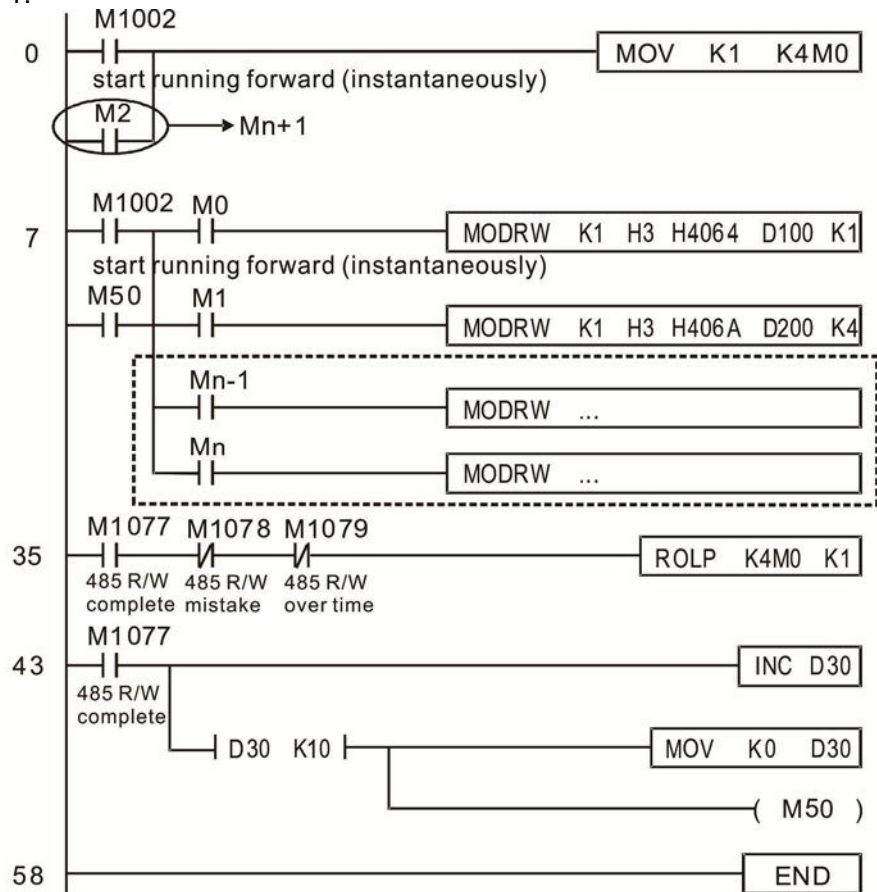 M1002
0 MOV K1 K4M0
start running forward (instantaneously)
M2
Mn+1
M1002 M0
7 MODRW K1 H3 H4064 D100 K1
start running forward (instantaneously)
M50 M1
MODRW K1 H3 H406A D200 K4
Mn-1
MODRW ...
Mn
MODRW ...
M1077 M1078 M1079
35 ROLP K4M0 K1
485 R/W 485 R/W 485 R/W
complete mistake over time
M1077
43 INC D30
485 R/W
complete
D30 K10 MOV K0 D30
( M50 )
58 END